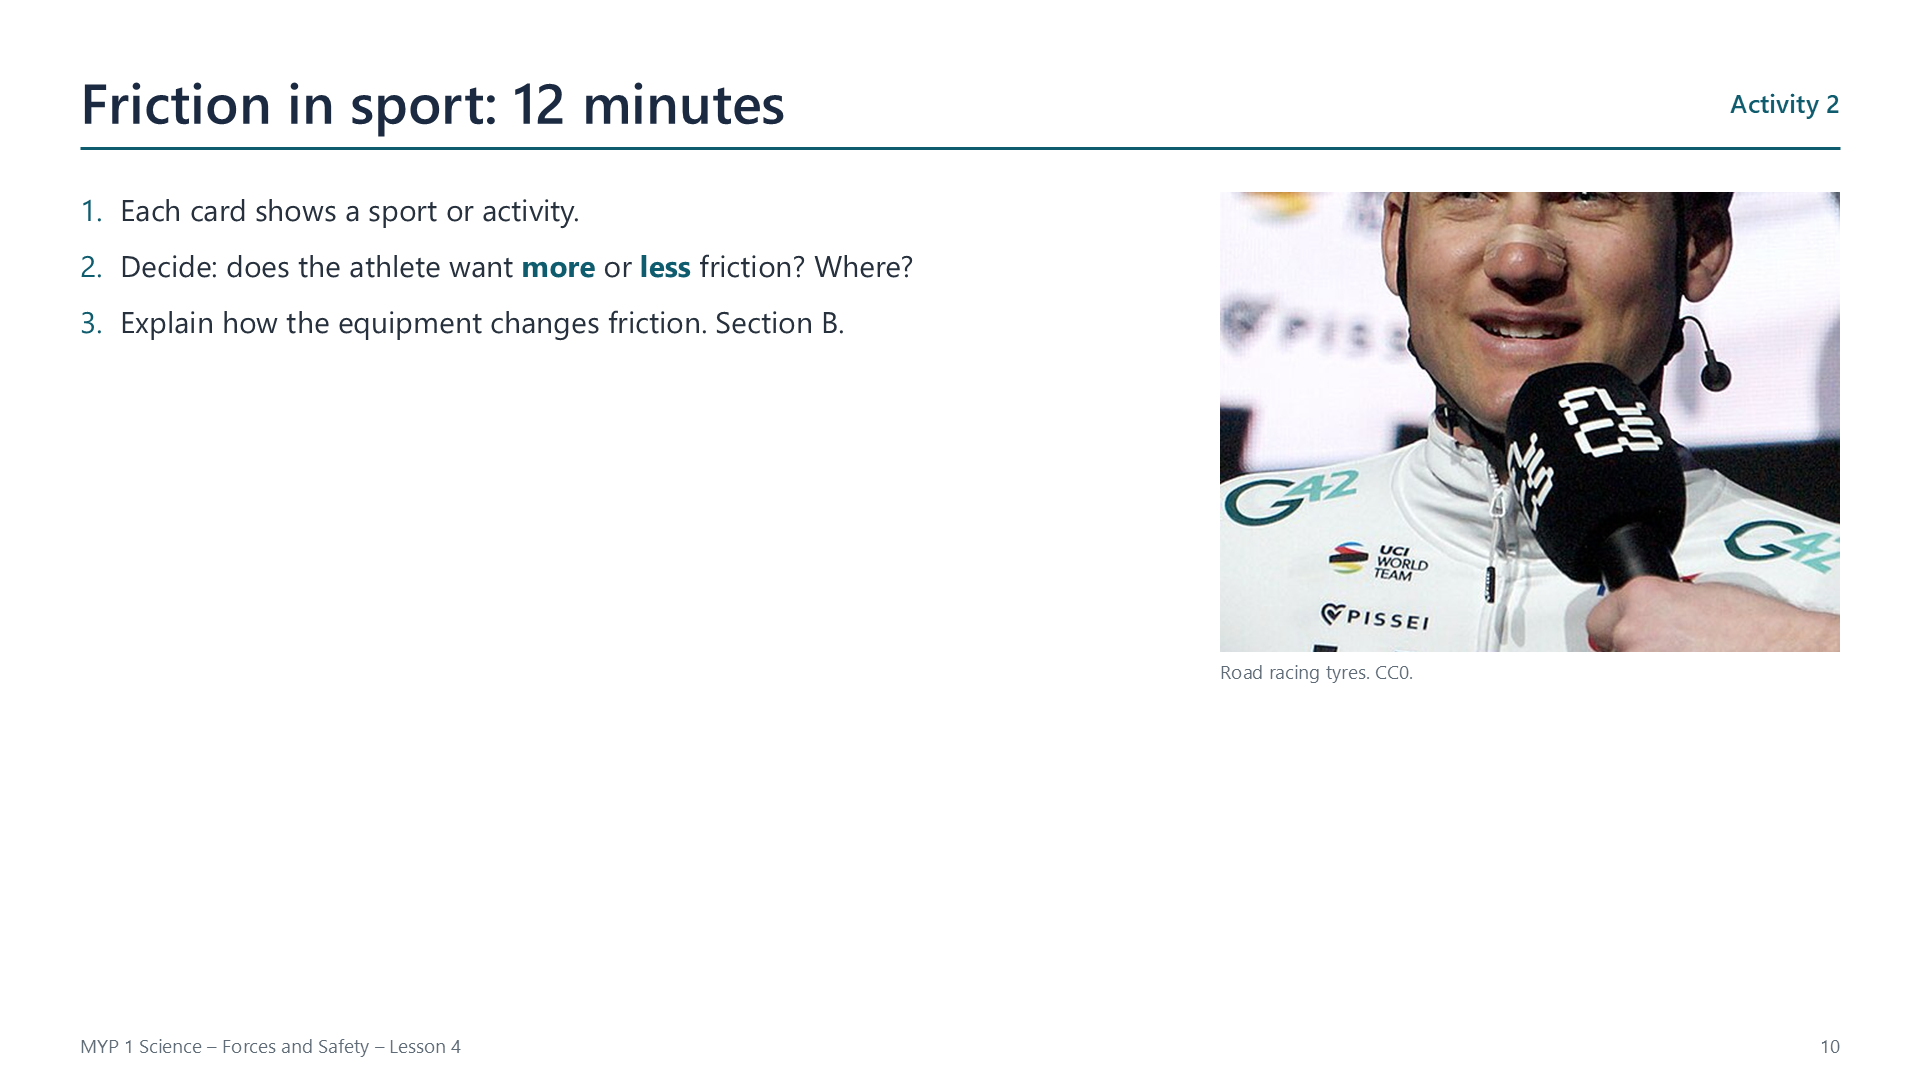 Friction in sport: 12 minutes
Activity 2
1. Each card shows a sport or activity.
2. Decide: does the athlete want more or less friction? Where?
3. Explain how the equipment changes friction. Section B.
PISS
G42
UCI
WORLD
TEAM
PISSEI
G42
Road racing tyres. CC0.
MYP 1 Science – Forces and Safety – Lesson 4
10